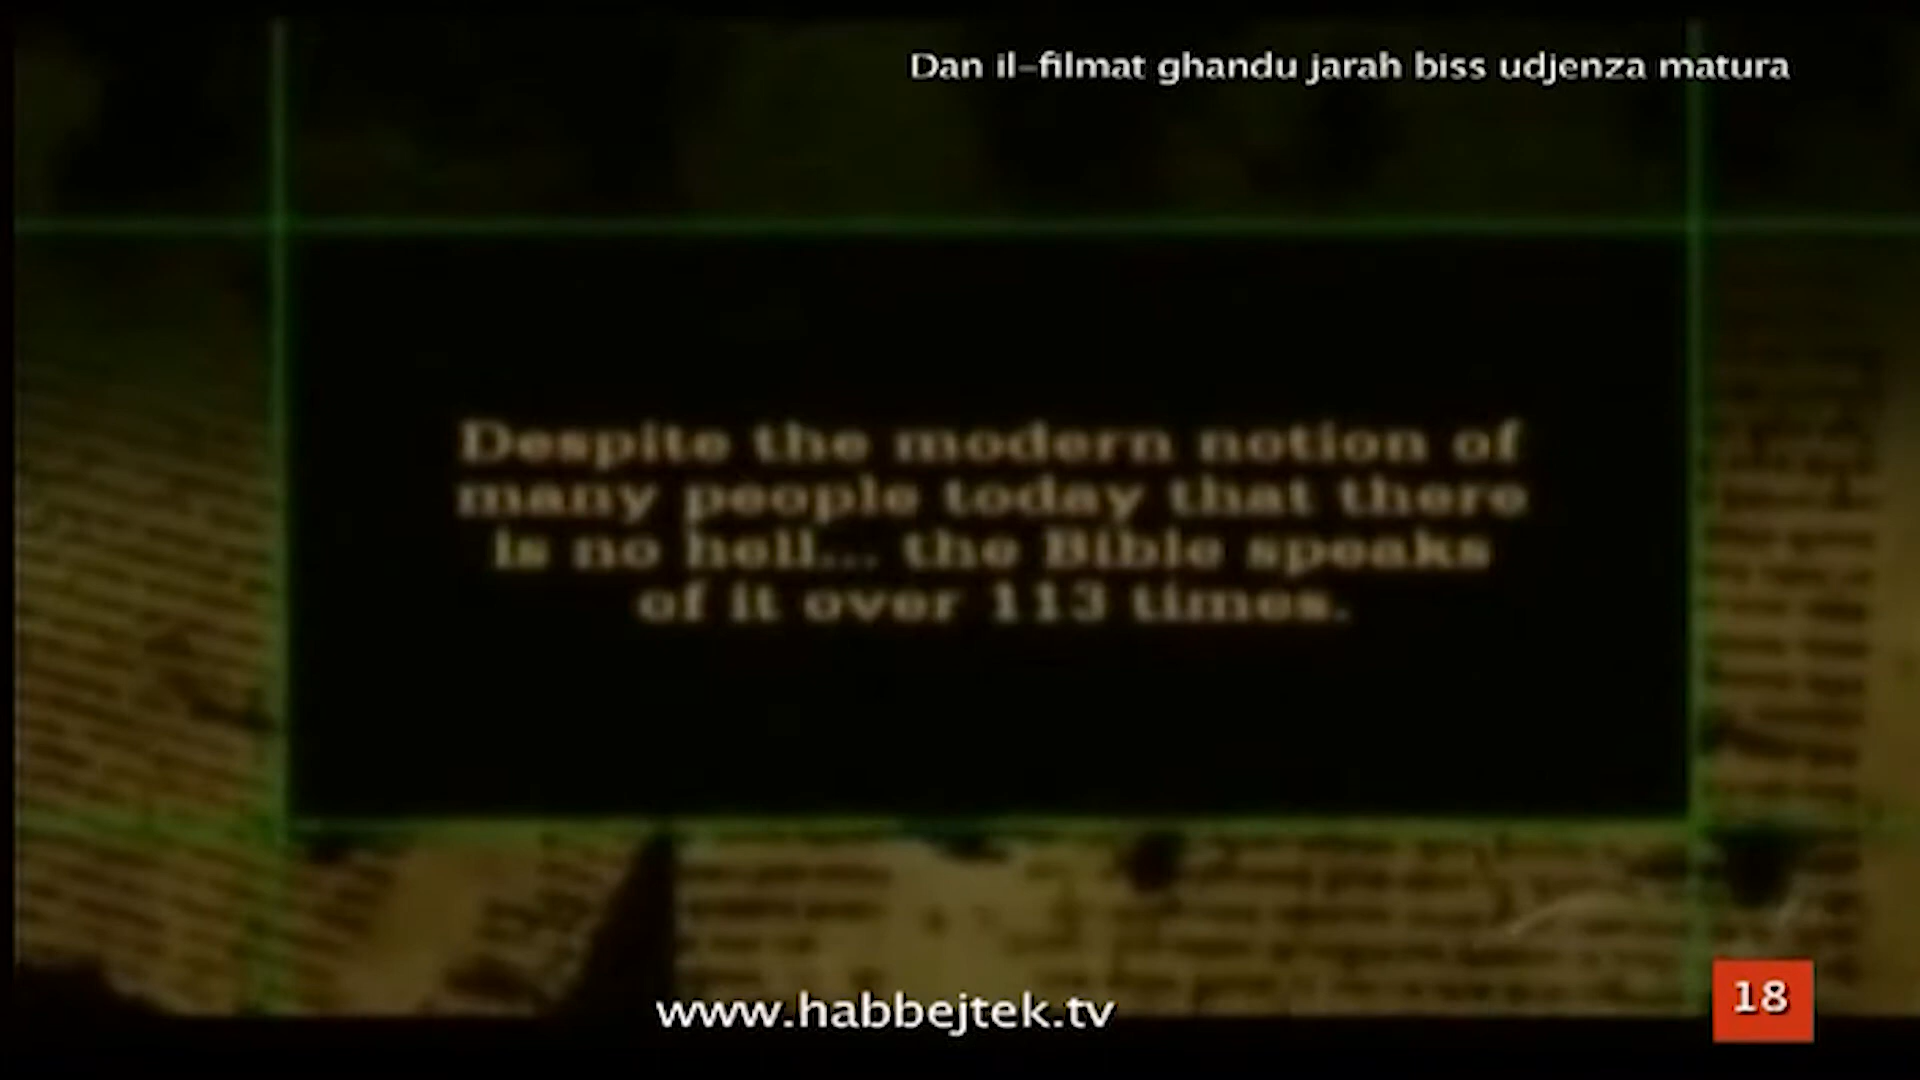 Dan il-filmat ghandu jarah biss udjenza matura
Despite the modern notion of
many people today that there
is no hell... the Bible speaks
of it over 113 times.
www.habbejtek.tv
18